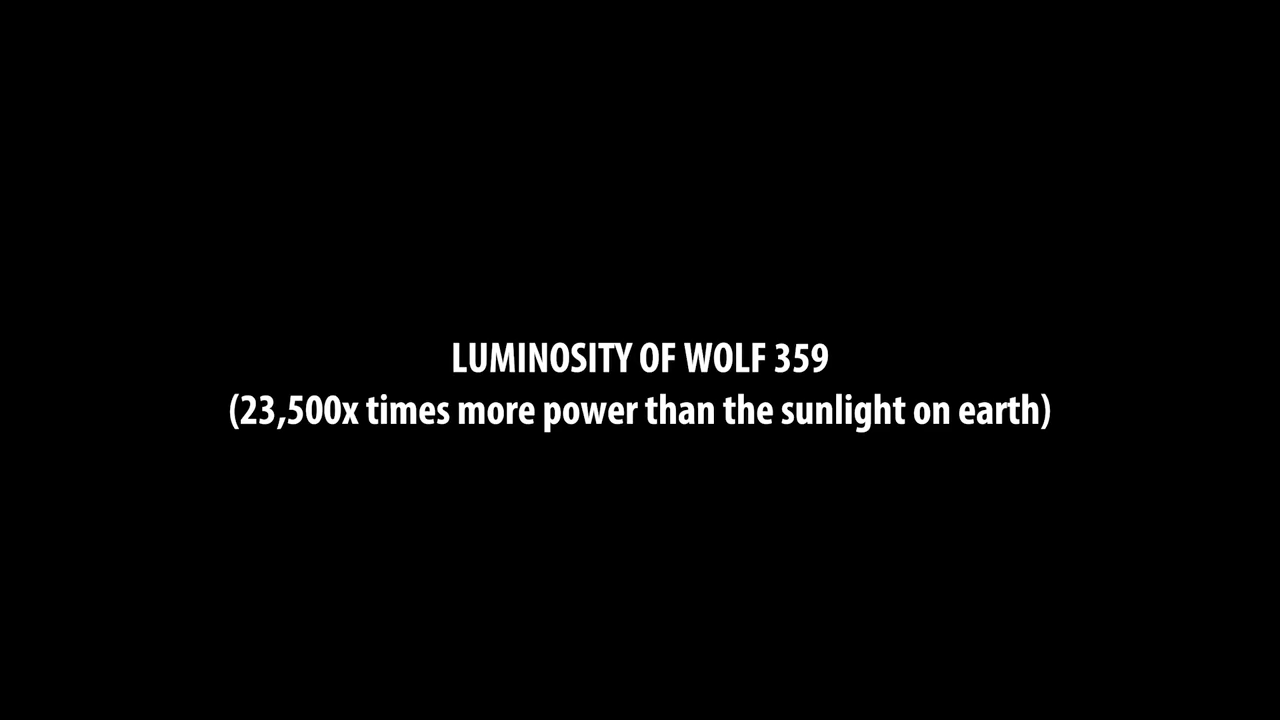 LUMINOSITY OF WOLF 359
(23,500x times more power than the sunlight on earth)